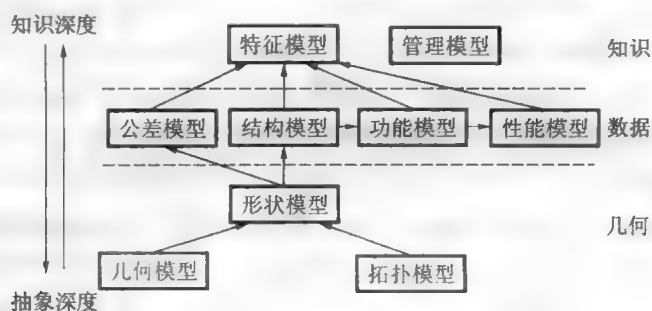 知识深度
特征模型
管理模型
知识
公差模型
结构模型
功能模型
性能模型
数据
形状模型
几何
几何模型
拓扑模型
抽象深度